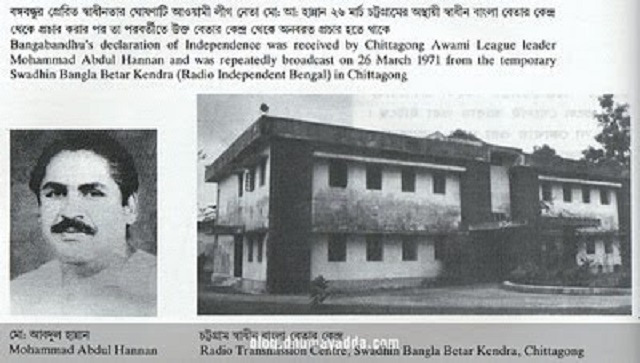 বঙ্গবন্ধুর প্রেরিত স্বাধীনতার ঘোষণাটি আওয়ামী লীগ নেতা মোঃ আঃ হান্নান ২৬ মার্চ চট্টগ্রামের অস্থায়ী স্বাধীন বাংলা বেতার কেন্দ্র
থেকে প্রচার করার পর তা পরবর্তীতে উক্ত বেতার কেন্দ্র থেকে অনবরত প্রচার হতে থাকে
Bangabandhu's declaration of Independence was received by Chittagong Awami League leader
Mohammad Abdul Hannan and was repeatedly broadcast on 26 March 1971 from the temporary
Swadhin Bangla Betar Kendra (Radio Independent Bengal) in Chittagong
মোঃ আবদুল হান্নান
Mohammad Abdul Hannan
চট্টগ্রাম স্বাধীন বাংলা বেতার কেন্দ্র
blog.dhumayadda.com
Radio Transmission Centre, Swadhin Bangla Betar Kendra, Chittagong